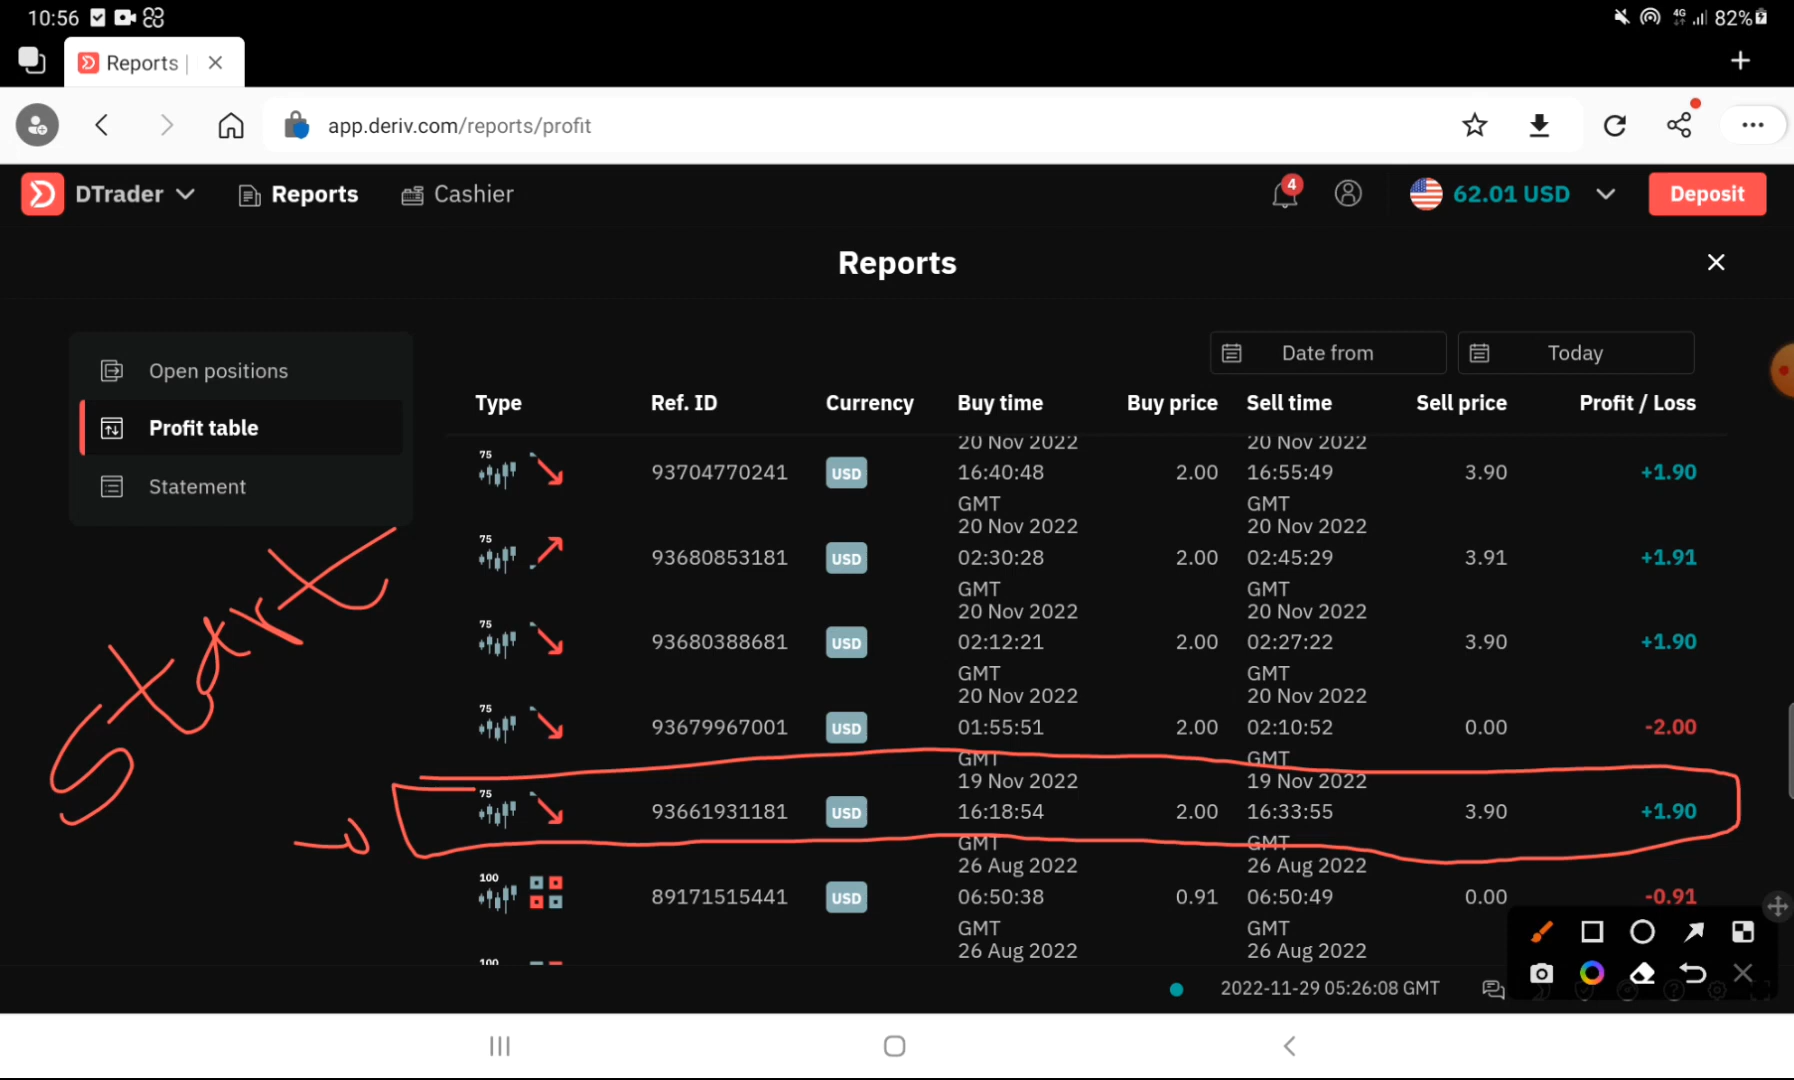 10:56
4G 82%
Reports |
app.deriv.com/reports/profit
DTrader Reports Cashier 4 62.01 USD Deposit
Reports
Open positions
Profit table
Statement
Date from Today
Type Ref. ID Currency Buy time Buy price Sell time Sell price Profit / Loss
20 Nov 2022 20 Nov 2022
75 93704770241 USD 16:40:48 2.00 16:55:49 3.90 +1.90
GMT GMT
20 Nov 2022 20 Nov 2022
75 93680853181 USD 02:30:28 2.00 02:45:29 3.91 +1.91
GMT GMT
20 Nov 2022 20 Nov 2022
75 93680388681 USD 02:12:21 2.00 02:27:22 3.90 +1.90
GMT GMT
20 Nov 2022 20 Nov 2022
75 93679967001 USD 01:55:51 2.00 02:10:52 0.00 -2.00
GMT GMT
19 Nov 2022 19 Nov 2022
75 93661931181 USD 16:18:54 2.00 16:33:55 3.90 +1.90
GMT GMT
26 Aug 2022 26 Aug 2022
100 89171515441 USD 06:50:38 0.91 06:50:49 0.00 -0.91
GMT GMT
26 Aug 2022 26 Aug 2022
100
Start
2022-11-29 05:26:08 GMT